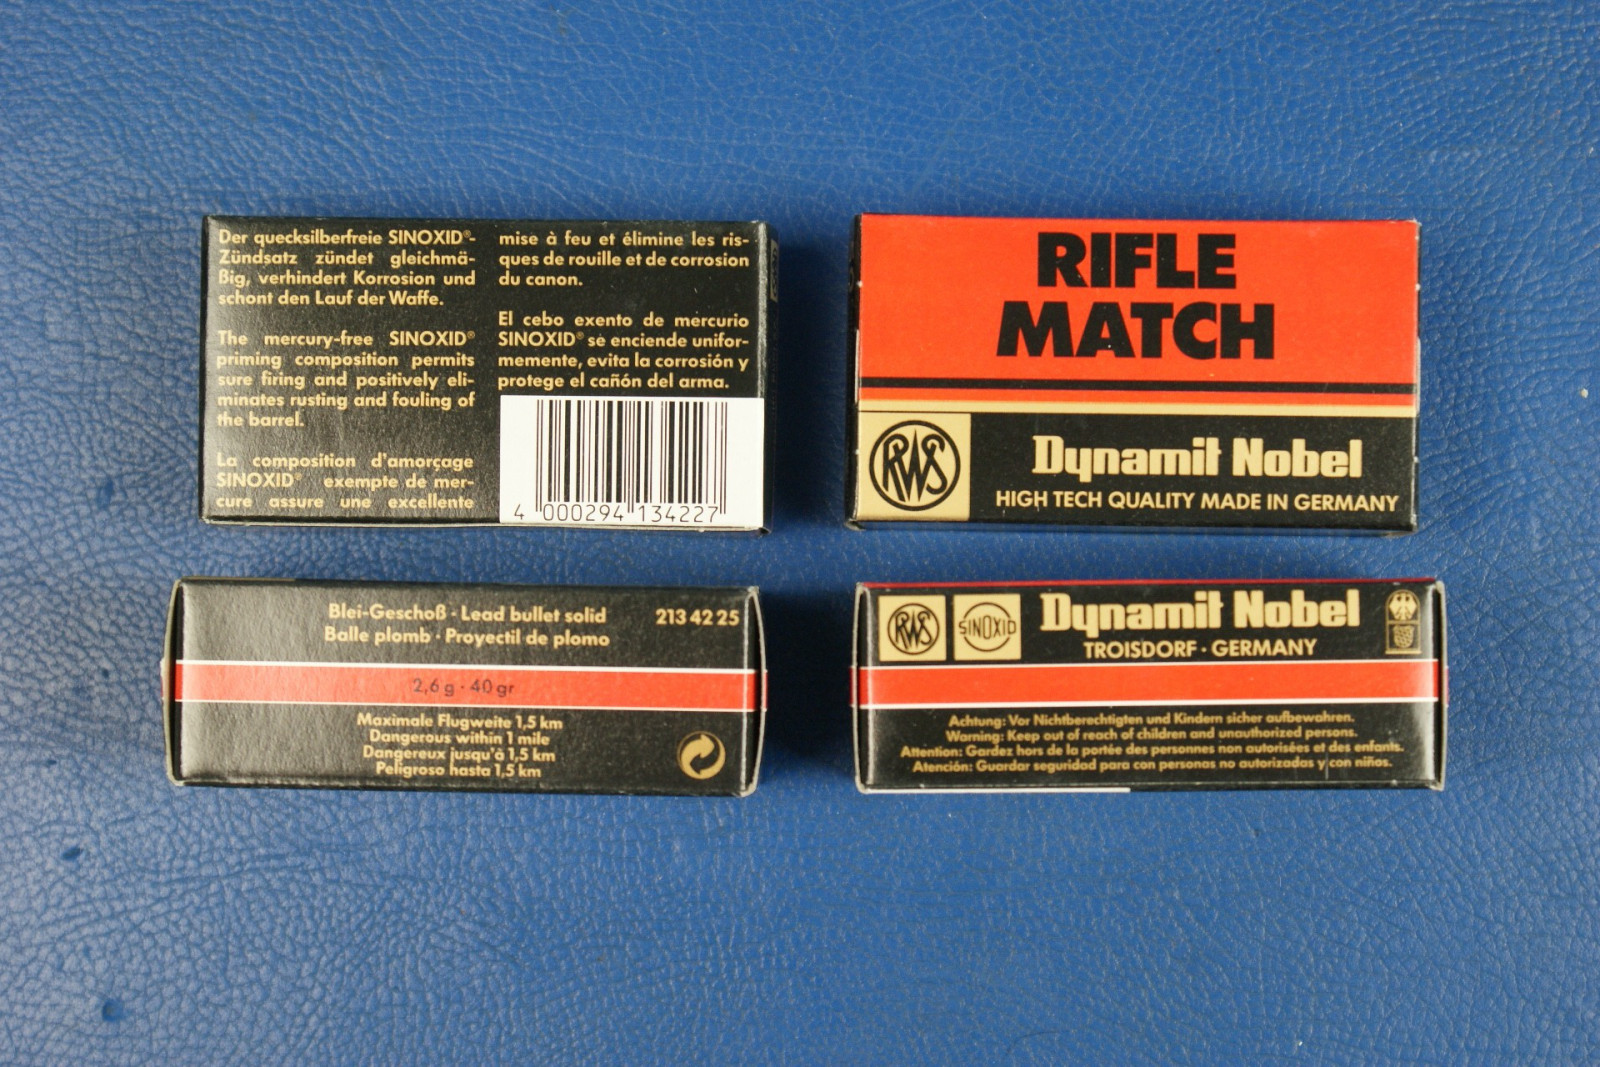 Der quecksilberfreie SINOXID®-
Zündsatz zündet gleichmä-
ßig, verhindert Korrosion und
schont den Lauf der Waffe.
The mercury-free SINOXID®
priming composition permits
sure firing and positively eli-
minates rusting and fouling of
the barrel.
La composition d'amorçage
SINOXID® exempte de mer-
cure assure une excellente
mise à feu et élimine les ris-
ques de rouille et de corrosion
du canon.
El cebo exento de mercurio
SINOXID® se enciende unifor-
memente, evita la corrosión y
protege el cañón del arma.
4 000294 134227
RIFLE
MATCH
RWS
Dynamit Nobel
HIGH TECH QUALITY MADE IN GERMANY
Blei-Geschoß · Lead bullet solid
Balle plomb · Proyectil de plomo
213 42 25
2,6 g · 40 gr
Maximale Flugweite 1,5 km
Dangerous within 1 mile
Dangereux jusqu'à 1,5 km
Peligroso hasta 1,5 km
RWS
SINOXID
Dynamit Nobel
TROISDORF · GERMANY
Achtung: Vor Nichtberechtigten und Kindern sicher aufbewahren.
Warning: Keep out of reach of children and unauthorized persons.
Attention: Gardez hors de la portée des personnes non autorisées et des enfants.
Atención: Guardar seguridad para con personas no autorizadas y con niños.